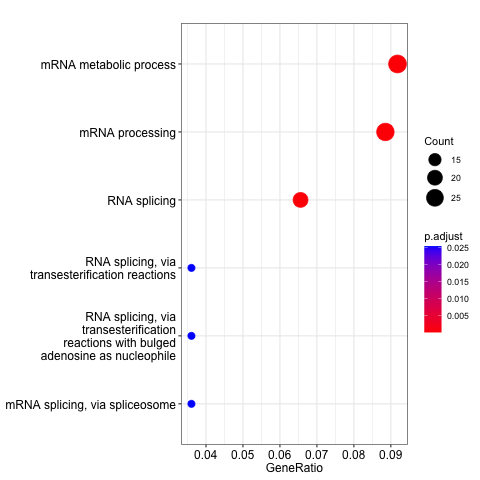 mRNA metabolic process
mRNA processing
RNA splicing
RNA splicing, via
transesterification reactions
RNA splicing, via
transesterification
reactions with bulged
adenosine as nucleophile
mRNA splicing, via spliceosome
0.04 0.05 0.06 0.07 0.08 0.09
GeneRatio
Count
15
20
25
p.adjust
0.025
0.020
0.015
0.010
0.005